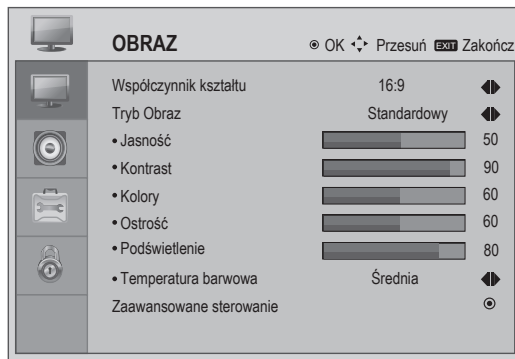 OBRAZ OK Przesuń EXIT Zakończ
Współczynnik kształtu 16:9
Tryb Obraz Standardowy
• Jasność 50
• Kontrast 90
• Kolory 60
• Ostrość 60
• Podświetlenie 80
• Temperatura barwowa Średnia
Zaawansowane sterowanie